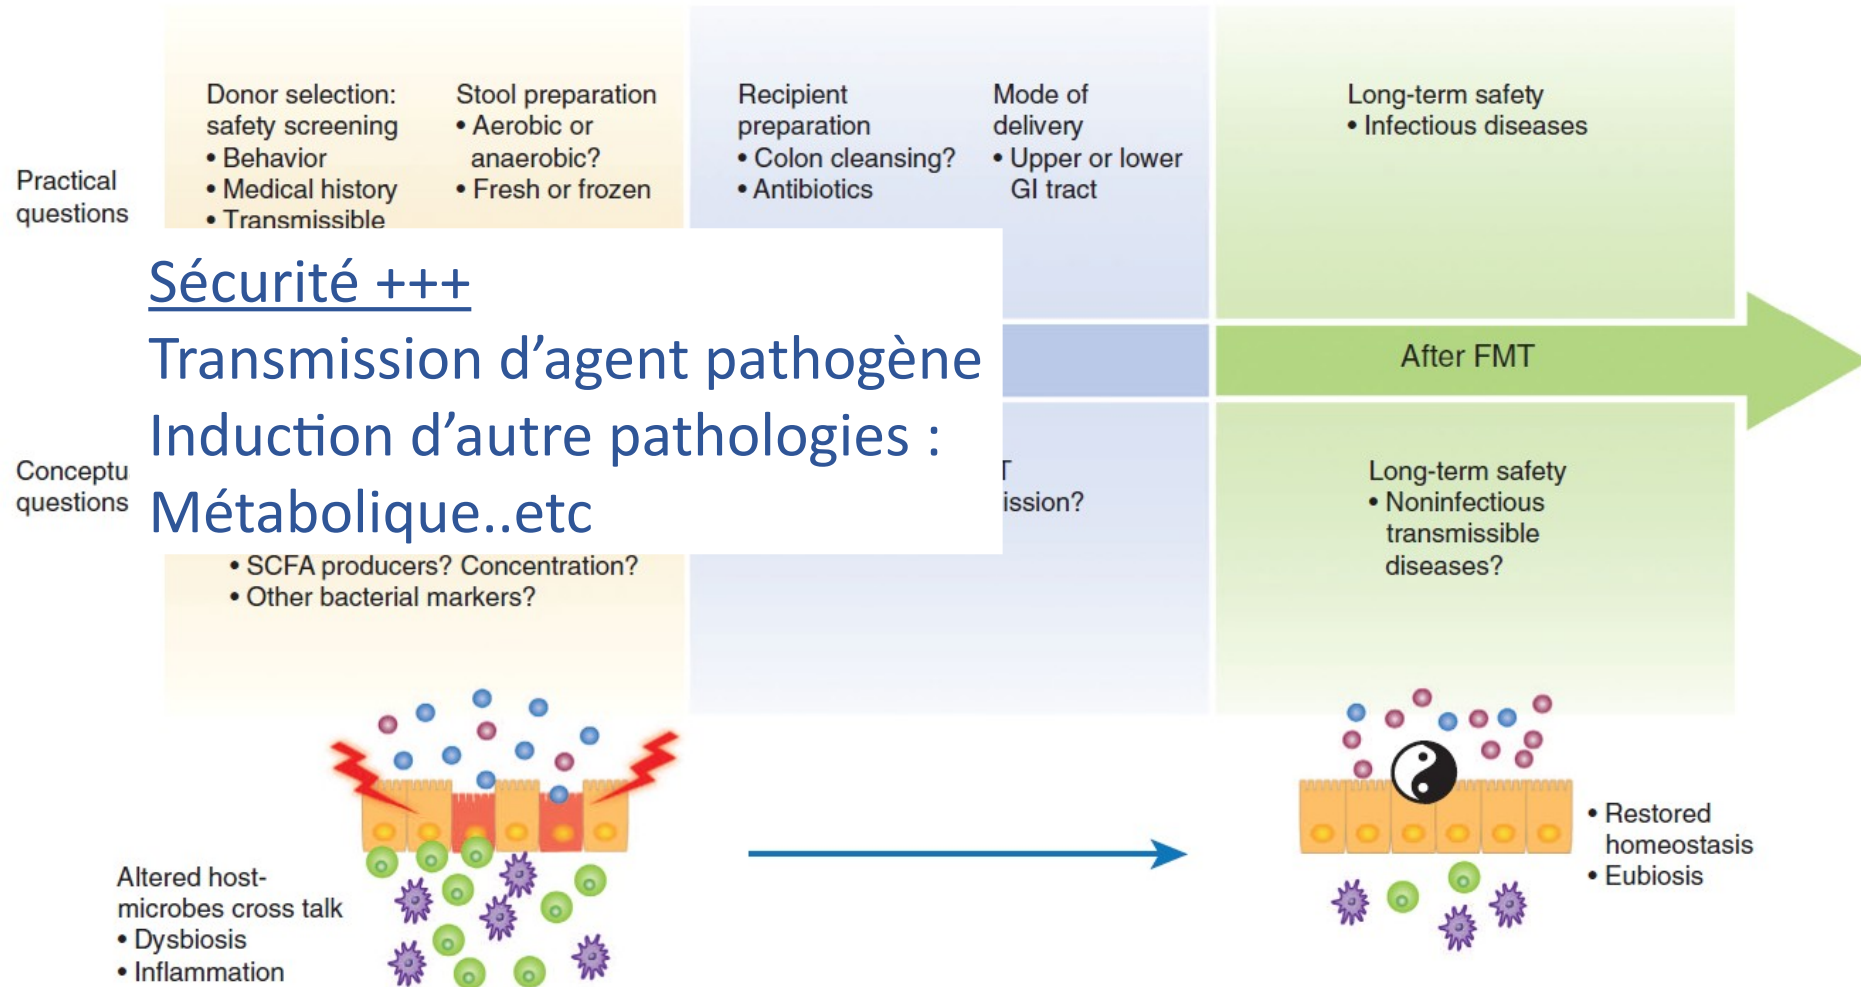 Donor selection:
safety screening
• Behavior
• Medical history
• Transmissible
Stool preparation
• Aerobic or
anaerobic?
• Fresh or frozen
Recipient
preparation
• Colon cleansing?
• Antibiotics
Mode of
delivery
• Upper or lower
GI tract
Long-term safety
• Infectious diseases
Practical
questions
Sécurité +++
Transmission d’agent pathogène
Induction d’autre pathologies :
Métabolique..etc
After FMT
questions
• SCFA producers? Concentration?
• Other bacterial markers?
Long-term safety
• Noninfectious
transmissible
diseases?
Altered host-
microbes cross talk
• Dysbiosis
• Inflammation
• Restored
homeostasis
• Eubiosis